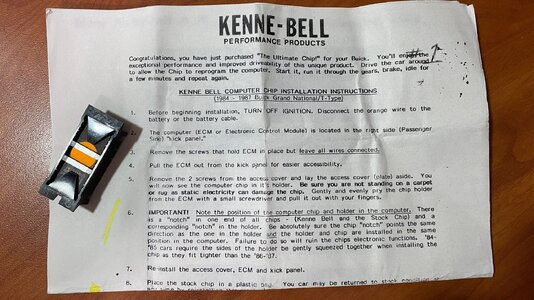 KENNE-BELL
PERFORMANCE PRODUCTS
Congratulations, you have just purchased "The Ultimate Chip!" for your Buick. You'll enjoy
exceptional performance and improved driveability of this unique product. Drive the car around
to allow the Chip to reprogram the computer. Start it, run it through the gears, brake, idle for
a few minutes and repeat again.
KENNE BELL COMPUTER CHIP INSTALLATION INSTRUCTIONS
(1984 - 1987 Buick Grand National/T-Type)
1. Before beginning installation, TURN OFF IGNITION. Disconnect the orange wire to the
battery or the battery cable.
2. The computer (ECM or Electronic Control Module) is located in the right side (Passenger
Side) "kick panel."
3. Remove the screws that hold ECM in place but leave all wires connected.
4. Pull the ECM out from the kick panel for easier accessibility.
5. Remove the 2 screws from the access cover and lay the access cover (plate) aside. You
will now see the computer chip in it's holder. Be sure you are not standing on a carpet
or rug as static electricity can damage the chip. Gently and evenly pry the chip holder
from the ECM with a small screwdriver and pull it out with your fingers.
6. IMPORTANT! Note the position of the computer chip and holder in the computer. There
is a "notch" in one end of all chips - (Kenne Bell and the Stock Chip) and a
corresponding "notch" in the holder. Be absolutely sure the chip "notch" points the same
direction as the one in the holder and the holder and chip are installed in the same
position in the computer. Failure to do so will ruin the chips electronic functions. '84-
'85 cars require the sides of the holder be gently squeezed together when installing the
chip as they fit tighter than the '86-'87.
7. Reinstall the access cover, ECM and kick panel.
8. Place the stock chip in a plastic bag. You car may be returned to stock condition at
any time by reinstalling